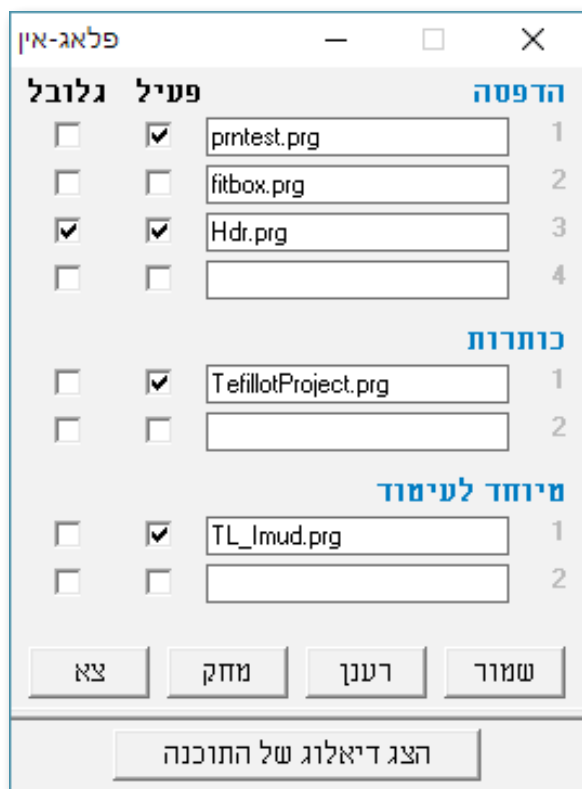 פלאג-אין
הדפסה פעיל גלובל
1 prntest.prg
2 fitbox.prg
3 Hdr.prg
4
כותרות
1 TefillotProject.prg
2
מיוחד לעימוד
1 TL_Imud.prg
2
שמור רענן מחק צא
הצג דיאלוג של התוכנה